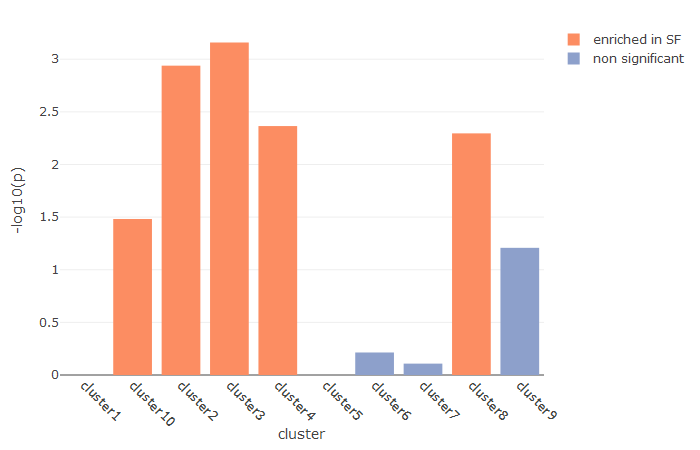 enriched in SF
non significant
3
2.5
2
1.5
1
0.5
0
-log10(p)
cluster1
cluster10
cluster2
cluster3
cluster4
cluster5
cluster6
cluster7
cluster8
cluster9
cluster